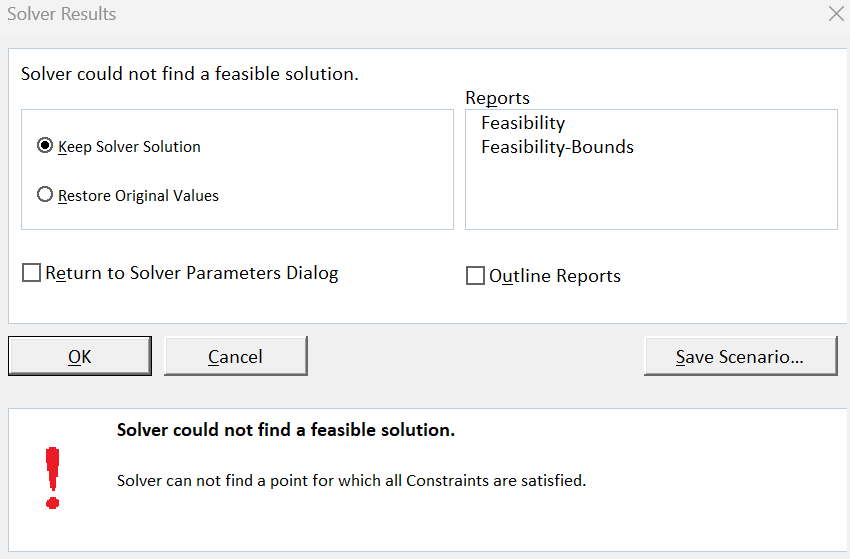 Solver Results
Solver could not find a feasible solution.
Reports
Keep Solver Solution
Restore Original Values
Feasibility
Feasibility-Bounds
Return to Solver Parameters Dialog
Outline Reports
OK
Cancel
Save Scenario...
Solver could not find a feasible solution.
Solver can not find a point for which all Constraints are satisfied.